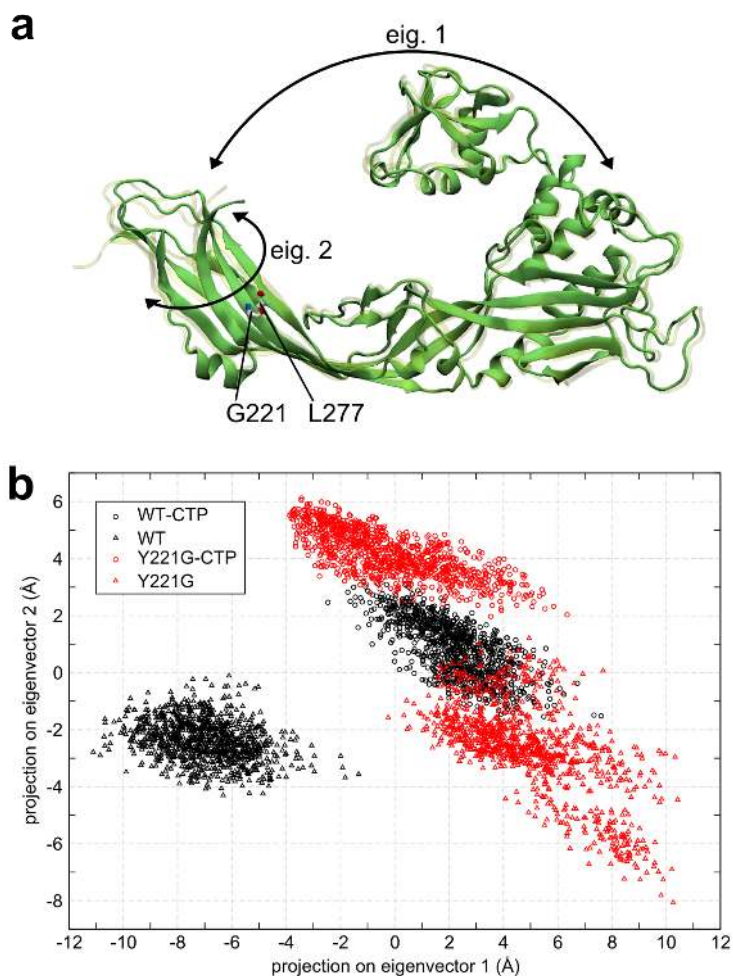 a
eig. 1
eig. 2
G221 L277
b
WT-CTP
WT
Y221G-CTP
Y221G
projection on eigenvector 2 (Å)
6
4
2
0
-2
-4
-6
-8
-12 -10 -8 -6 -4 -2 0 2 4 6 8 10 12
projection on eigenvector 1 (Å)